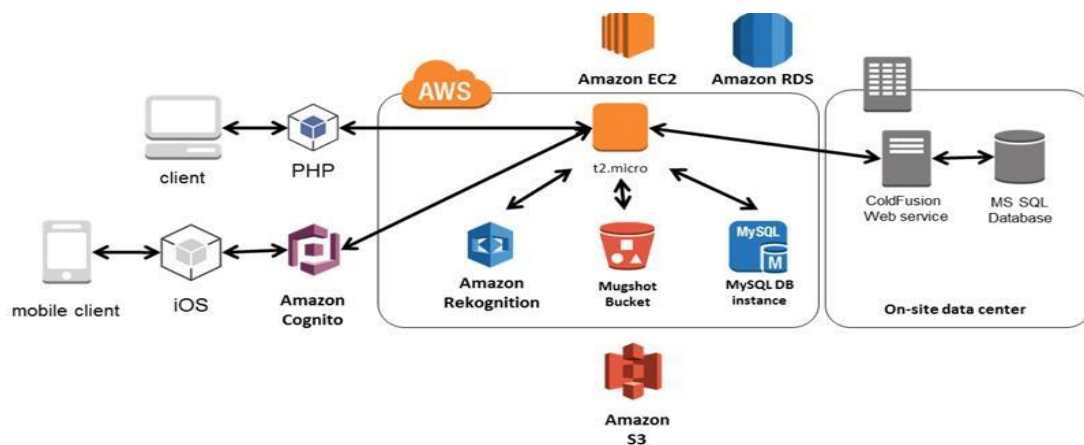 Amazon EC2
Amazon RDS
AWS
client
PHP
t2.micro
ColdFusion
Web service
MS SQL
Database
mobile client
iOS
Amazon
Cognito
Amazon
Rekognition
Mugshot
Bucket
MySQL
M
MySQL DB
instance
On-site data center
Amazon
S3